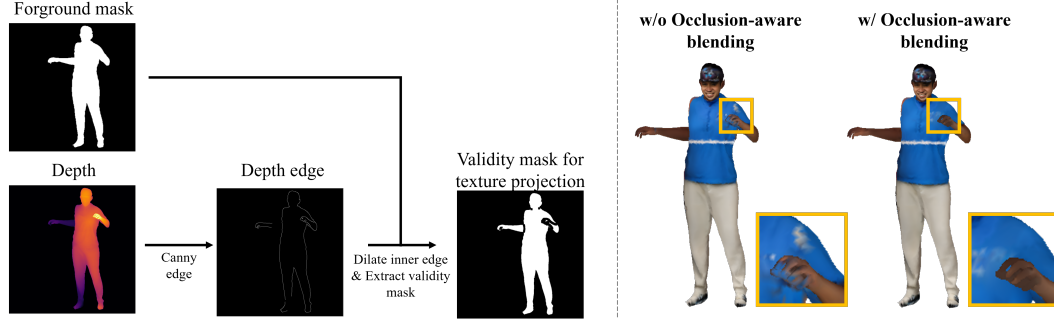 Forground mask
Depth
Canny
edge
Depth edge
Dilate inner edge
& Extract validity
mask
Validity mask for
texture projection
w/o Occlusion-aware
blending
w/ Occlusion-aware
blending